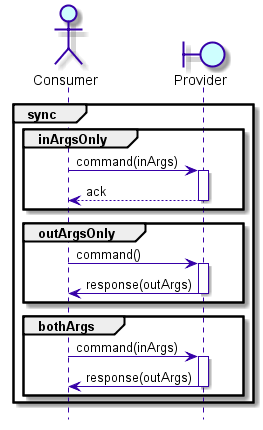 Consumer
Provider
sync
inArgsOnly
command(inArgs)
ack
outArgsOnly
command()
response(outArgs)
bothArgs
command(inArgs)
response(outArgs)